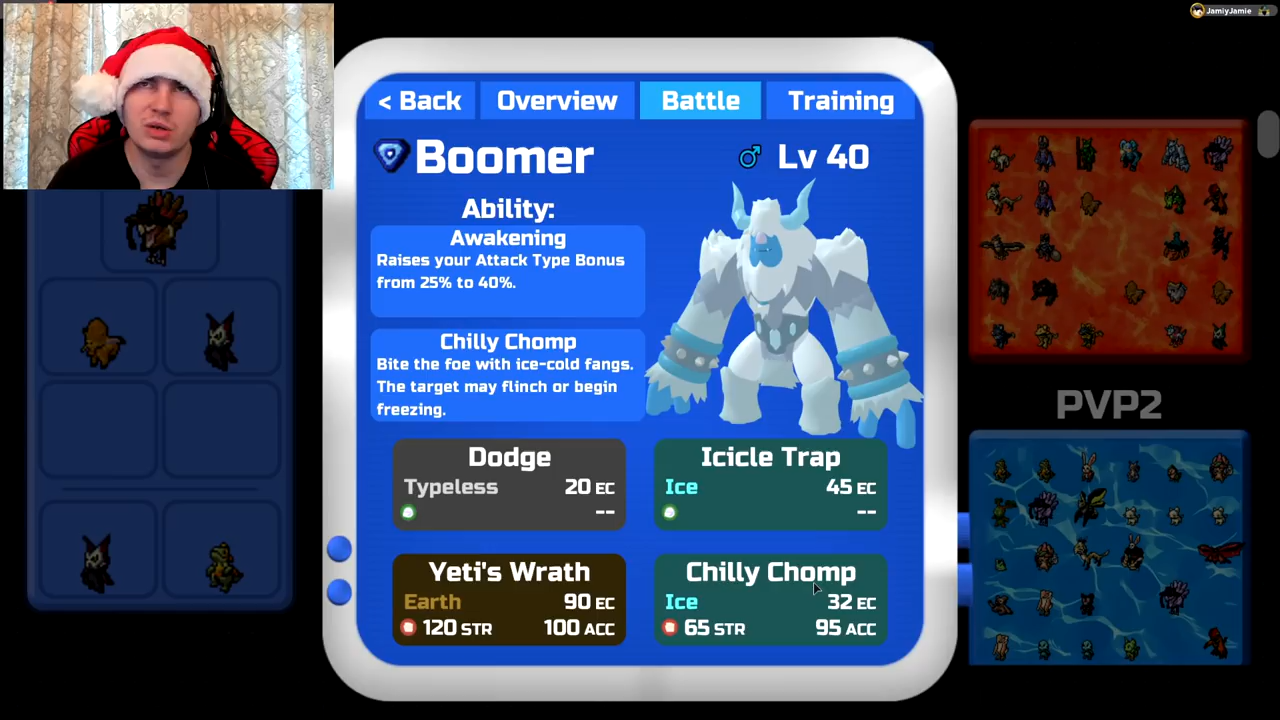 JamiyJamie
< Back
Overview
Battle
Training
Boomer
Lv 40
Ability:
Awakening
Raises your Attack Type Bonus
from 25% to 40%.
Chilly Chomp
Bite the foe with ice-cold fangs.
The target may flinch or begin
freezing.
Dodge
Typeless 20 EC
--
Icicle Trap
Ice 45 EC
--
Yeti's Wrath
Earth 90 EC
120 STR 100 ACC
Chilly Chomp
Ice 32 EC
65 STR 95 ACC
PVP2